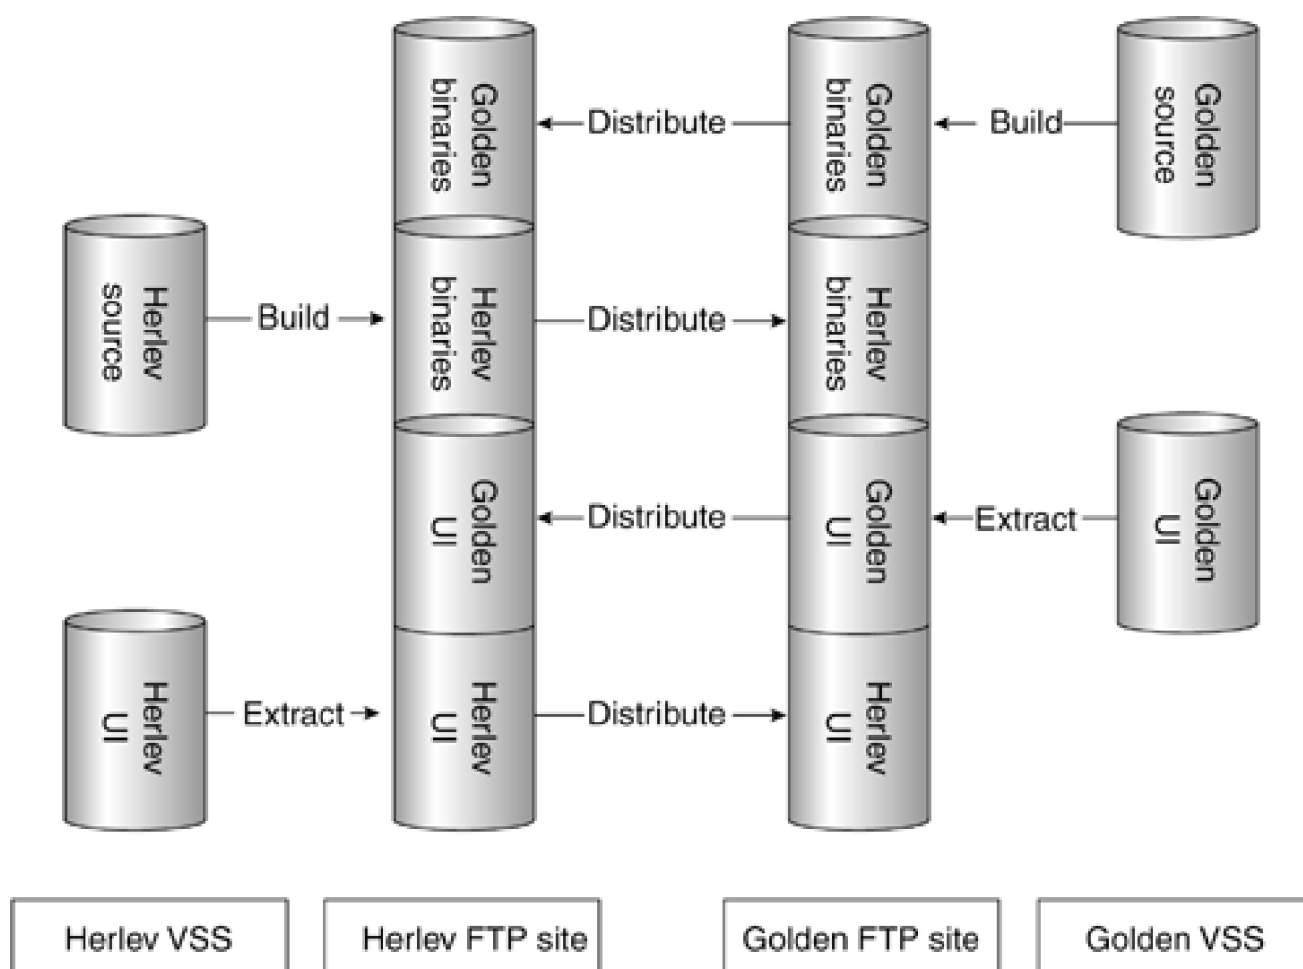 Golden
binaries
Distribute
Golden
binaries
Build
Golden
source
Herlev
source
Build
Herlev
binaries
Distribute
Herlev
binaries
Golden
UI
Distribute
Golden
UI
Extract
Golden
UI
Herlev
UI
Extract
Herlev
UI
Distribute
Herlev
UI
Herlev VSS
Herlev FTP site
Golden FTP site
Golden VSS